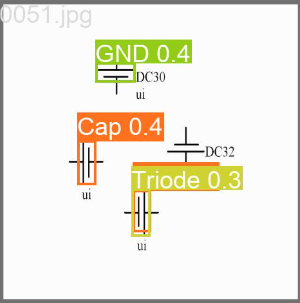 0051.jpg
GND 0.4
DC30
ui
Cap 0.4
DC32
Triode 0.3
ui
ui